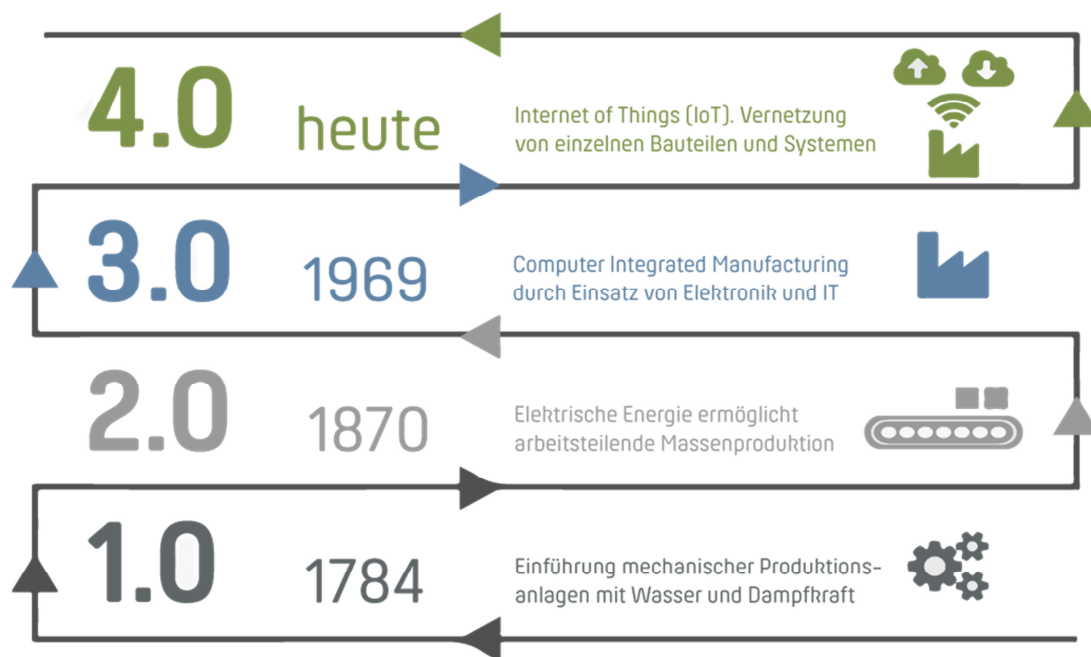 4.0
heute
Internet of Things (IoT). Vernetzung
von einzelnen Bauteilen und Systemen
3.0
1969
Computer Integrated Manufacturing
durch Einsatz von Elektronik und IT
2.0
1870
Elektrische Energie ermöglicht
arbeitsteilende Massenproduktion
1.0
1784
Einführung mechanischer Produktions-
anlagen mit Wasser und Dampfkraft